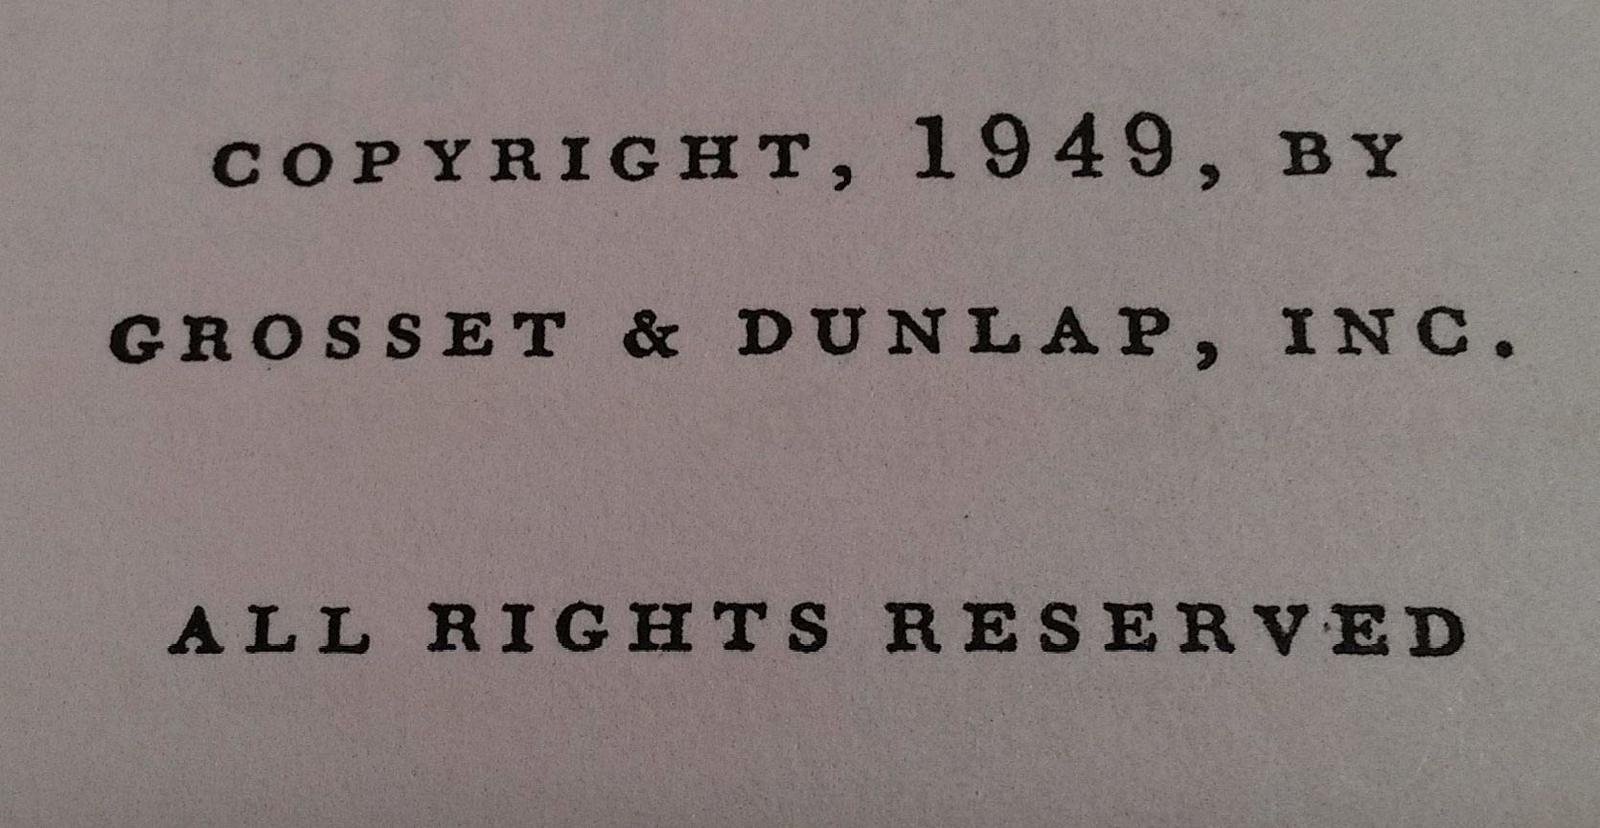 COPYRIGHT, 1949, BY
GROSSET & DUNLAP, INC.
ALL RIGHTS RESERVED